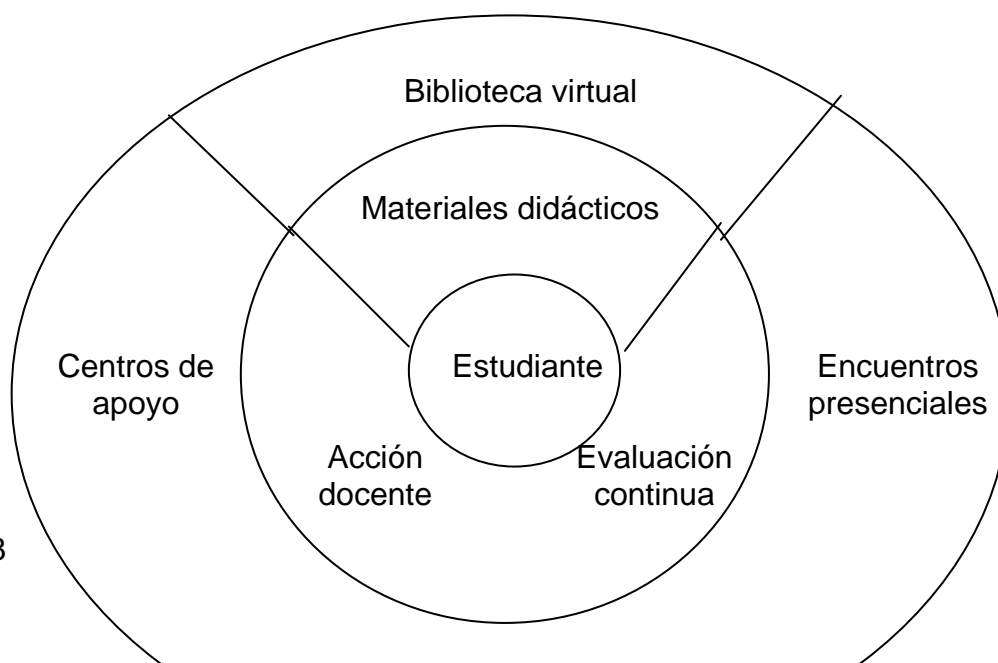 Biblioteca virtual
Materiales didácticos
Centros de
apoyo
Estudiante
Encuentros
presenciales
Acción
docente
Evaluación
continua